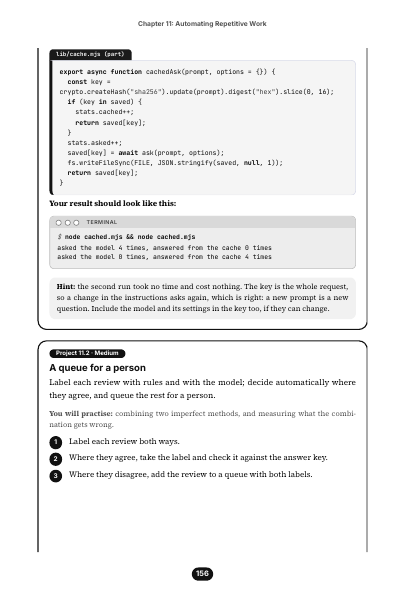 Chapter 11: Automating Repetitive Work
lib/cache.mjs (part)
export async function cachedAsk(prompt, options = {}) {
  const key =
crypto.createHash("sha256").update(prompt).digest("hex").slice(0, 16);
  if (key in saved) {
    stats.cached++;
    return saved[key];
  }
  stats.asked++;
  saved[key] = await ask(prompt, options);
  fs.writeFileSync(FILE, JSON.stringify(saved, null, 1));
  return saved[key];
}
Your result should look like this:
TERMINAL
$ node cached.mjs && node cached.mjs
asked the model 4 times, answered from the cache 0 times
asked the model 0 times, answered from the cache 4 times
Hint: the second run took no time and cost nothing. The key is the whole request,
so a change in the instructions asks again, which is right: a new prompt is a new
question. Include the model and its settings in the key too, if they can change.
Project 11.2 · Medium
A queue for a person
Label each review with rules and with the model; decide automatically where
they agree, and queue the rest for a person.
You will practise: combining two imperfect methods, and measuring what the combi-
nation gets wrong.
1 Label each review both ways.
2 Where they agree, take the label and check it against the answer key.
3 Where they disagree, add the review to a queue with both labels.
156